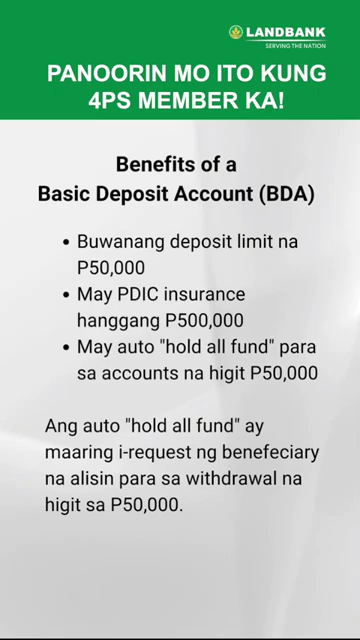 LANDBANK
SERVING THE NATION
PANOORIN MO ITO KUNG
4PS MEMBER KA!
Benefits of a
Basic Deposit Account (BDA)
• Buwanang deposit limit na
P50,000
• May PDIC insurance
hanggang P500,000
• May auto "hold all fund" para
sa accounts na higit P50,000
Ang auto "hold all fund" ay
maaring i-request ng benefeciary
na alisin para sa withdrawal na
higit sa P50,000.